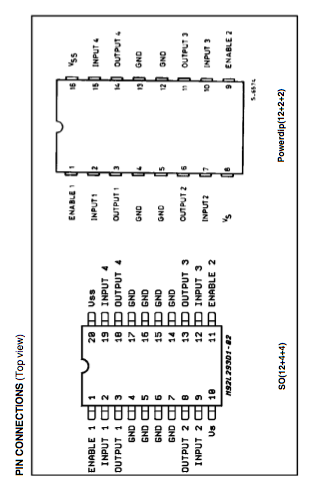 PIN CONNECTIONS (Top view)
ENABLE 1 1 20 Vss
INPUT 1 2 19 INPUT 4
OUTPUT 1 3 18 OUTPUT 4
GND 4 17 GND
GND 5 16 GND
GND 6 15 GND
GND 7 14 GND
OUTPUT 2 8 13 OUTPUT 3
INPUT 2 9 12 INPUT 3
Vs 10 11 ENABLE 2
M92L293D1-02
SO(12+4+4)
ENABLE 1 1 16 VSS
INPUT 1 2 15 INPUT 4
OUTPUT 1 3 14 OUTPUT 4
GND 4 13 GND
GND 5 12 GND
OUTPUT 2 6 11 OUTPUT 3
INPUT 2 7 10 INPUT 3
VS 8 9 ENABLE 2
Powerdip(12+2+2)